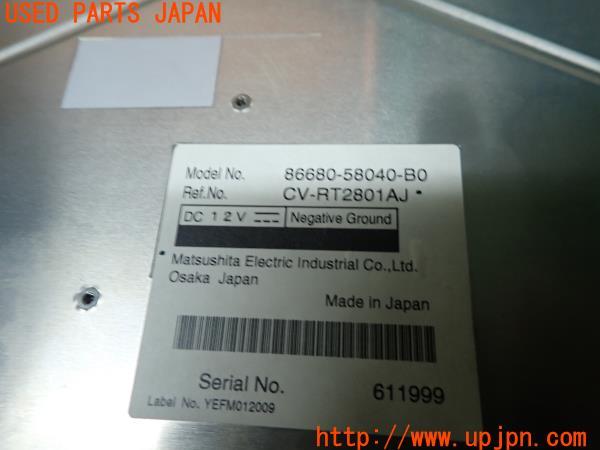 USED PARTS JAPAN
Model No. 86680-58040-B0
Ref.No. CV-RT2801AJ
DC 12V Negative Ground
Matsushita Electric Industrial Co.,Ltd.
Osaka Japan
Made in Japan
Serial No. 611999
Label No. YEFM012009
http://www.upjpn.com